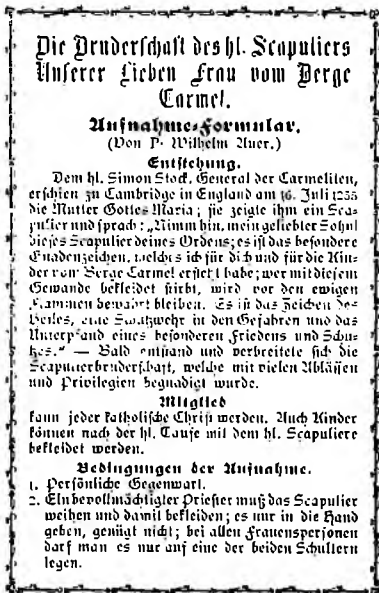 Die Bruderschaft des hl. Scapuliers
Unserer Lieben Frau vom Berge
Carmel.
Aufnahme-Formular.
(Von P. Wilhelm Auer.)
Entstehung.
Dem hl. Simon Stock, General der Carmeliten,
erschien zu Cambridge in England am 16. Juli
die Mutter Gottes Maria; sie zeigte ihm ein Sca-
pulier und sprach: „Nimm hin, mein geliebter Sohn!
dieses Scapulier deines Ordens; es ist das besondere
Gnadenzeichen, welches ich für dich und für die Kin-
der vom Berge Carmel erfleht habe; wer mit diesem
Gewande bekleidet stirbt, wird vor den ewigen
Flammen bewahrt bleiben. Es ist das Zeichen des
Heiles, eine Schutzwehr in den Gefahren und das
Unterpfand eines besonderen Friedens und Schut-
zes.“ — Bald entstand und verbreitete sich die
Scapulierbruderschaft, welche mit vielen Ablässen
und Privilegien begnadigt wurde.
Mitglied
kann jeder katholische Christ werden. Auch Kinder
können nach der hl. Taufe mit dem hl. Scapuliere
bekleidet werden.
Bedingungen der Aufnahme.
1. Persönliche Gegenwart.
2. Ein bevollmächtigter Priester muß das Scapulier
weihen und damit bekleiden; es nur in die Hand
geben, genügt nicht; bei allen Frauenspersonen
darf man es nur auf eine der beiden Schultern
legen.